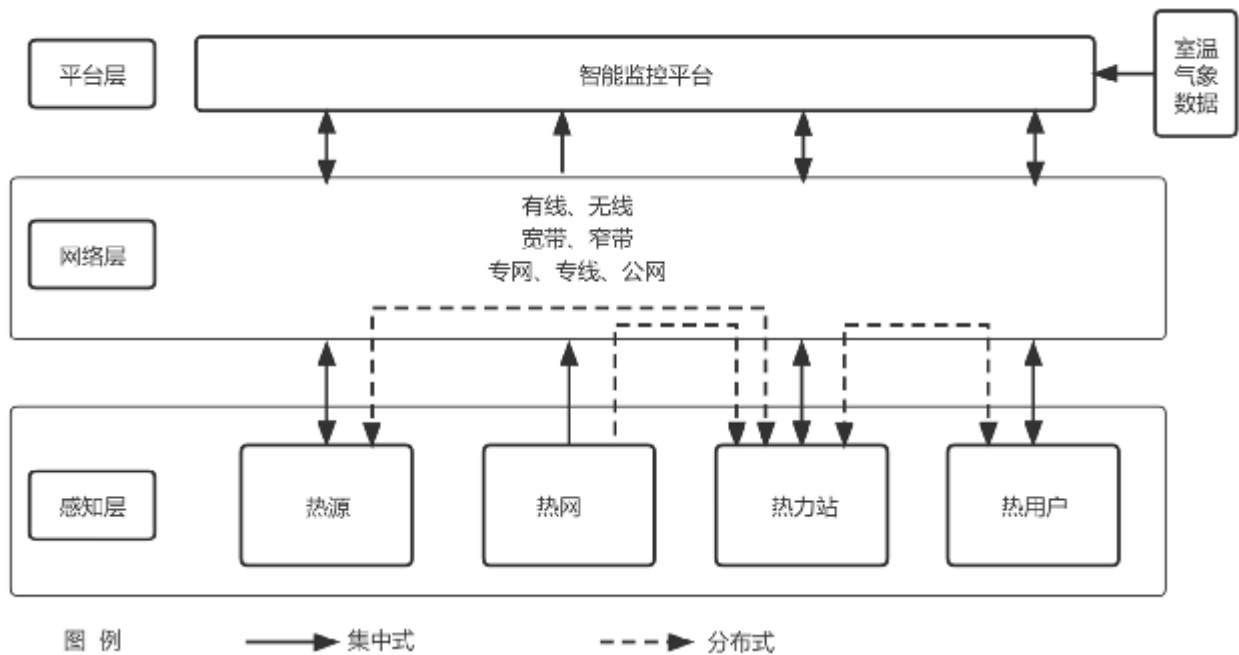 平台层
智能监控平台
室温
气象
数据
网络层
有线、无线
宽带、窄带
专网、专线、公网
感知层
热源
热网
热力站
热用户
图 例
集中式
分布式